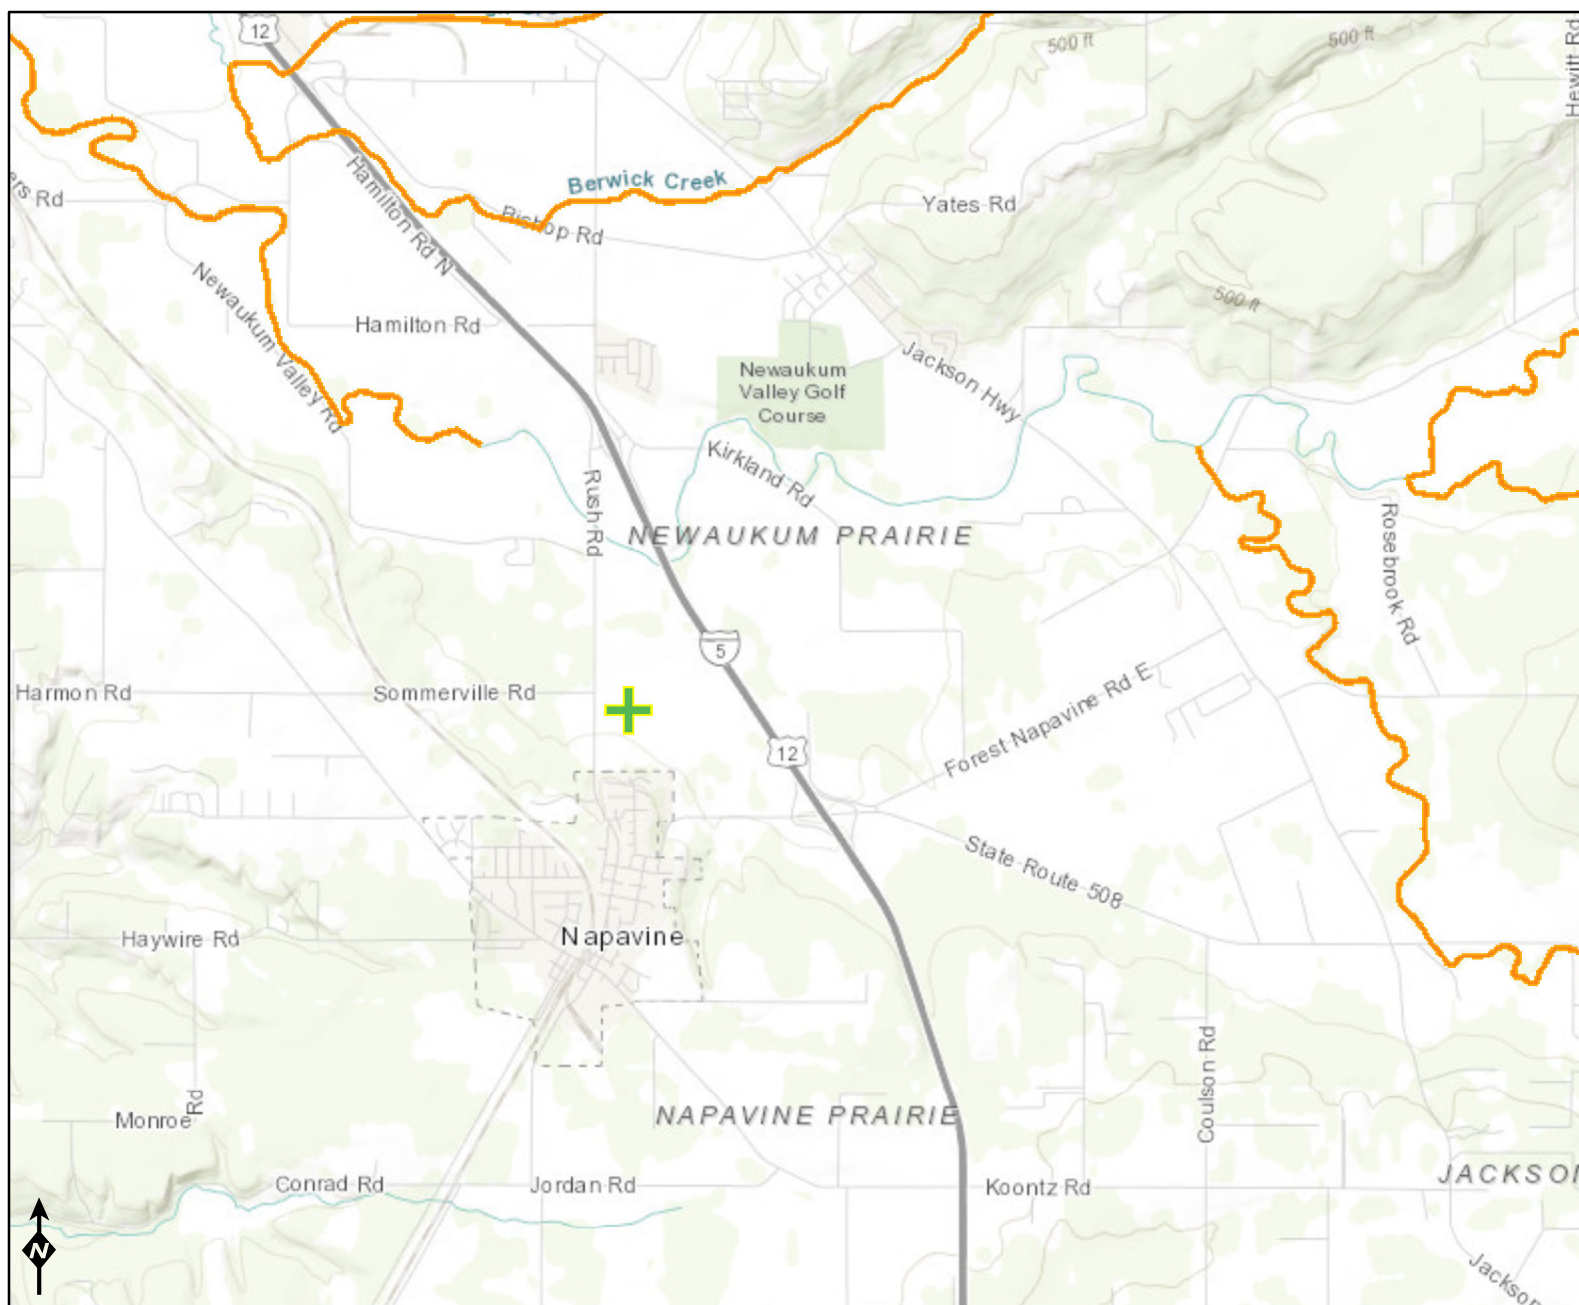 12
500 ft
500 ft
Hewitt Rd
Berwick Creek
ers Rd
Yates Rd
Hamilton Rd N
Bishop Rd
Newaukum Valley Rd
500 ft
Hamilton Rd
Newaukum
Valley Golf
Course
Jackson Hwy
Kirkland Rd
Rush Rd
NEWAUKUM PRAIRIE
Rosebrook Rd
5
Harmon Rd
Sommerville Rd
Forest Napavine Rd E
12
State Route 508
Haywire Rd
Napavine
Coulson Rd
Monroe Rd
NAPAVINE PRAIRIE
Conrad Rd
Jordan Rd
Koontz Rd
JACKSON
N
Jackson